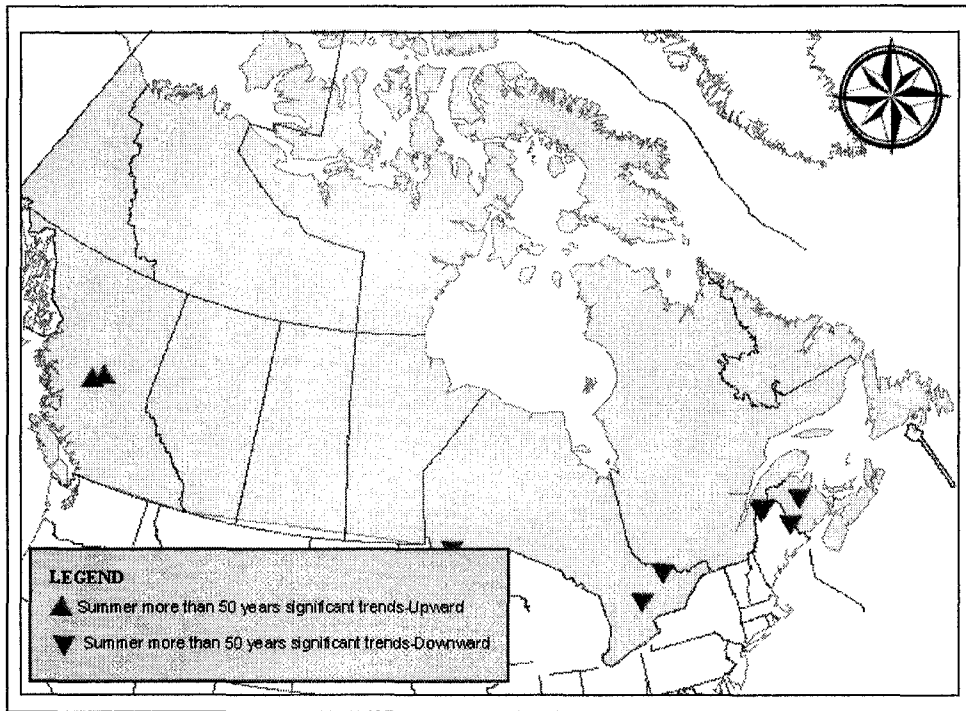 LEGEND
Summer more than 50 years significant trends-Upward
Summer more than 50 years significant trends-Downward